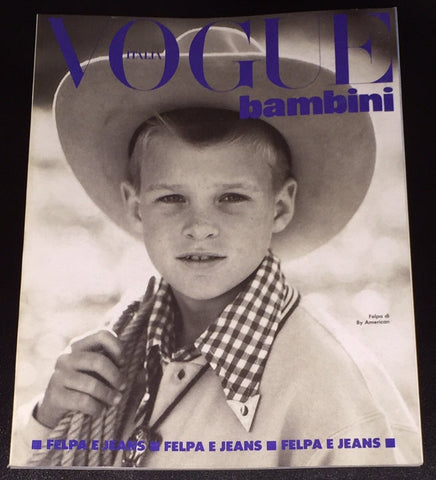 VOGUE
ITALIA
bambini
Felpa di
By American
■ FELPA E JEANS ■ FELPA E JEANS ■ FELPA E JEANS ■